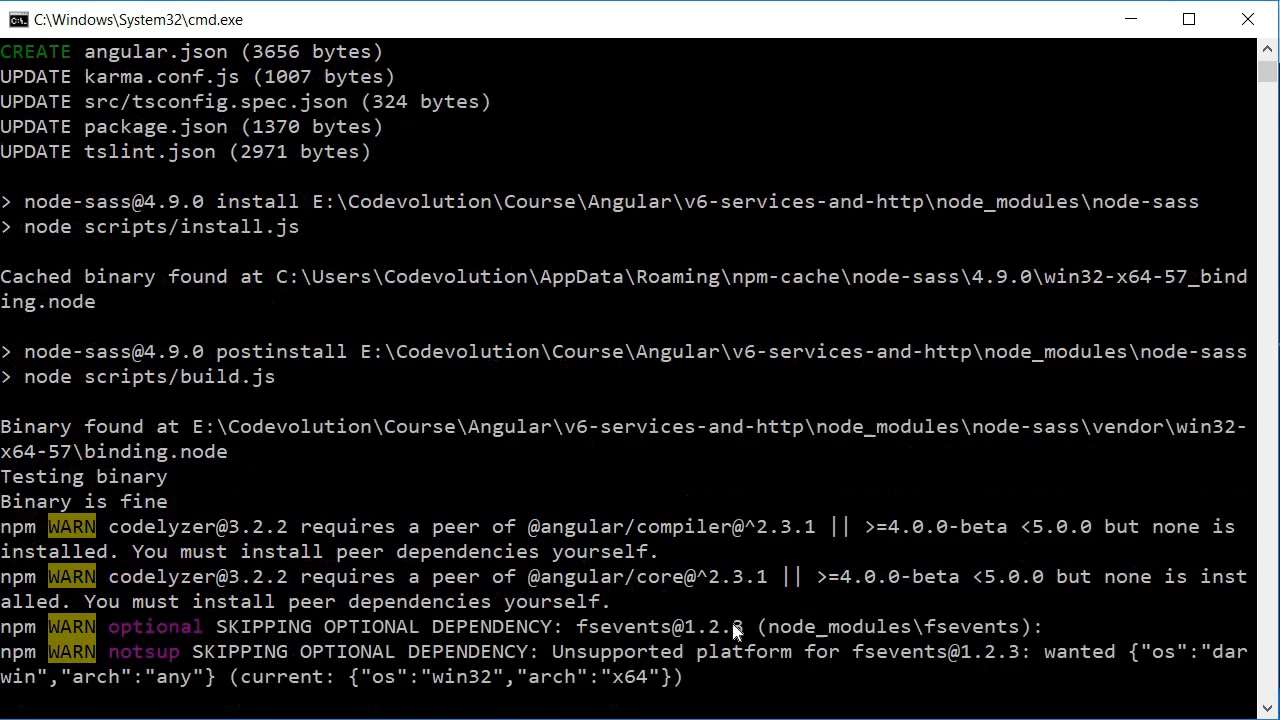 C:\Windows\System32\cmd.exe
CREATE angular.json (3656 bytes)
UPDATE karma.conf.js (1007 bytes)
UPDATE src/tsconfig.spec.json (324 bytes)
UPDATE package.json (1370 bytes)
UPDATE tslint.json (2971 bytes)
> node-sass@4.9.0 install E:\Codevolution\Course\Angular\v6-services-and-http\node_modules\node-sass
> node scripts/install.js
Cached binary found at C:\Users\Codevolution\AppData\Roaming\npm-cache\node-sass\4.9.0\win32-x64-57_bind
ing.node
> node-sass@4.9.0 postinstall E:\Codevolution\Course\Angular\v6-services-and-http\node_modules\node-sass
> node scripts/build.js
Binary found at E:\Codevolution\Course\Angular\v6-services-and-http\node_modules\node-sass\vendor\win32-
x64-57\binding.node
Testing binary
Binary is fine
npm WARN codelyzer@3.2.2 requires a peer of @angular/compiler@^2.3.1 || >=4.0.0-beta <5.0.0 but none is
installed. You must install peer dependencies yourself.
npm WARN codelyzer@3.2.2 requires a peer of @angular/core@^2.3.1 || >=4.0.0-beta <5.0.0 but none is inst
alled. You must install peer dependencies yourself.
npm WARN optional SKIPPING OPTIONAL DEPENDENCY: fsevents@1.2.3 (node_modules\fsevents):
npm WARN notsup SKIPPING OPTIONAL DEPENDENCY: Unsupported platform for fsevents@1.2.3: wanted {"os":"dar
win","arch":"any"} (current: {"os":"win32","arch":"x64"})